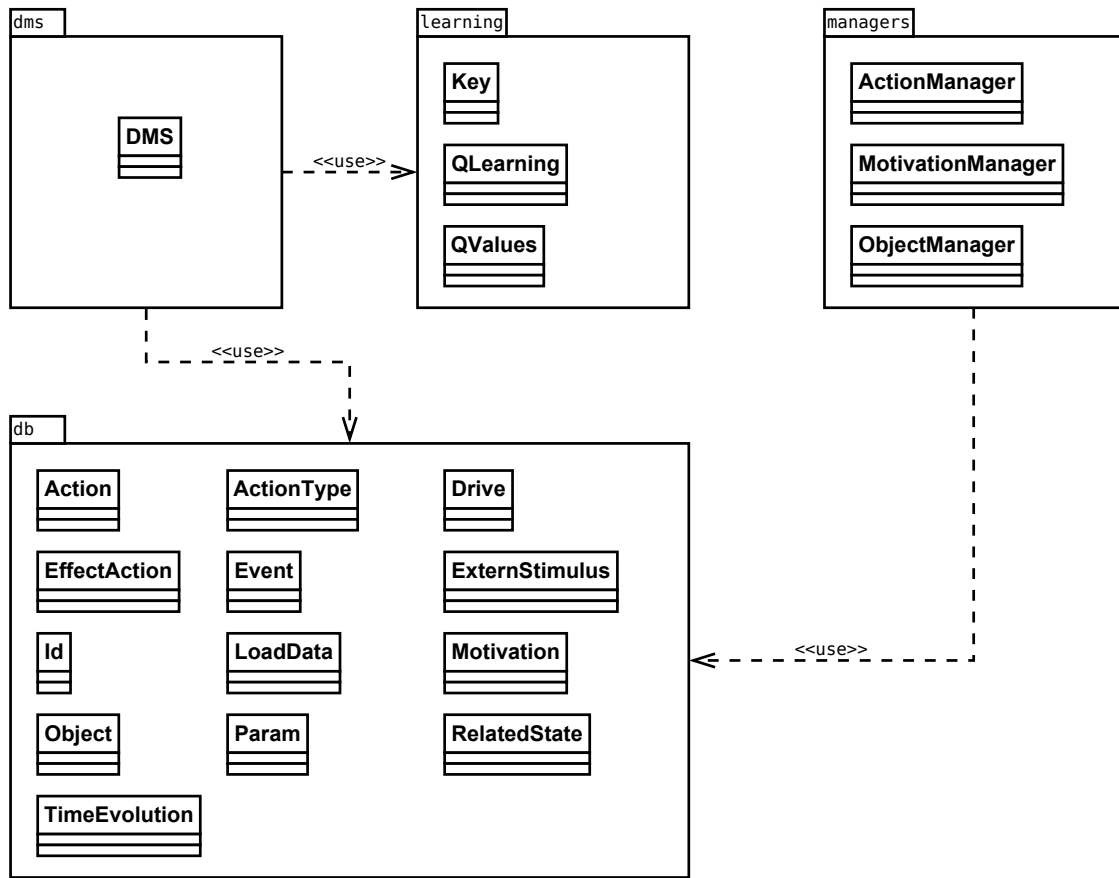 dms
learning
managers
DMS
Key
QLearning
QValues
ActionManager
MotivationManager
ObjectManager
<<use>>
<<use>>
db
Action
ActionType
Drive
EffectAction
Event
ExternStimulus
Id
LoadData
Motivation
<<use>>
Object
Param
RelatedState
TimeEvolution